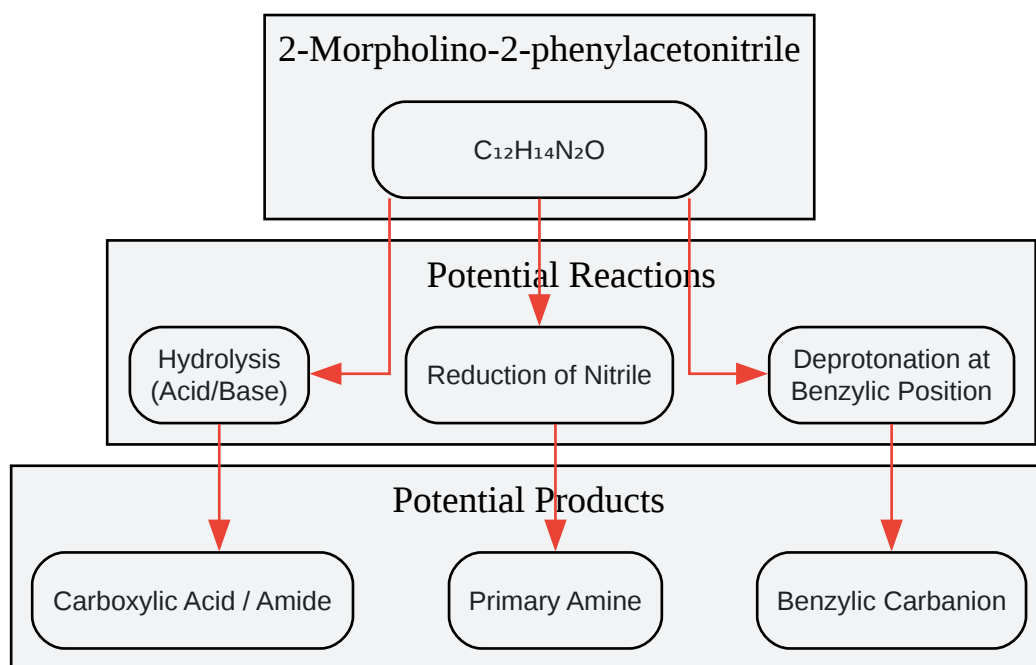 2-Morpholino-2-phenylacetonitrile
C₁₂H₁₄N₂O
Potential Reactions
Hydrolysis
(Acid/Base)
Reduction of Nitrile
Deprotonation at
Benzylic Position
Potential Products
Carboxylic Acid / Amide
Primary Amine
Benzylic Carbanion